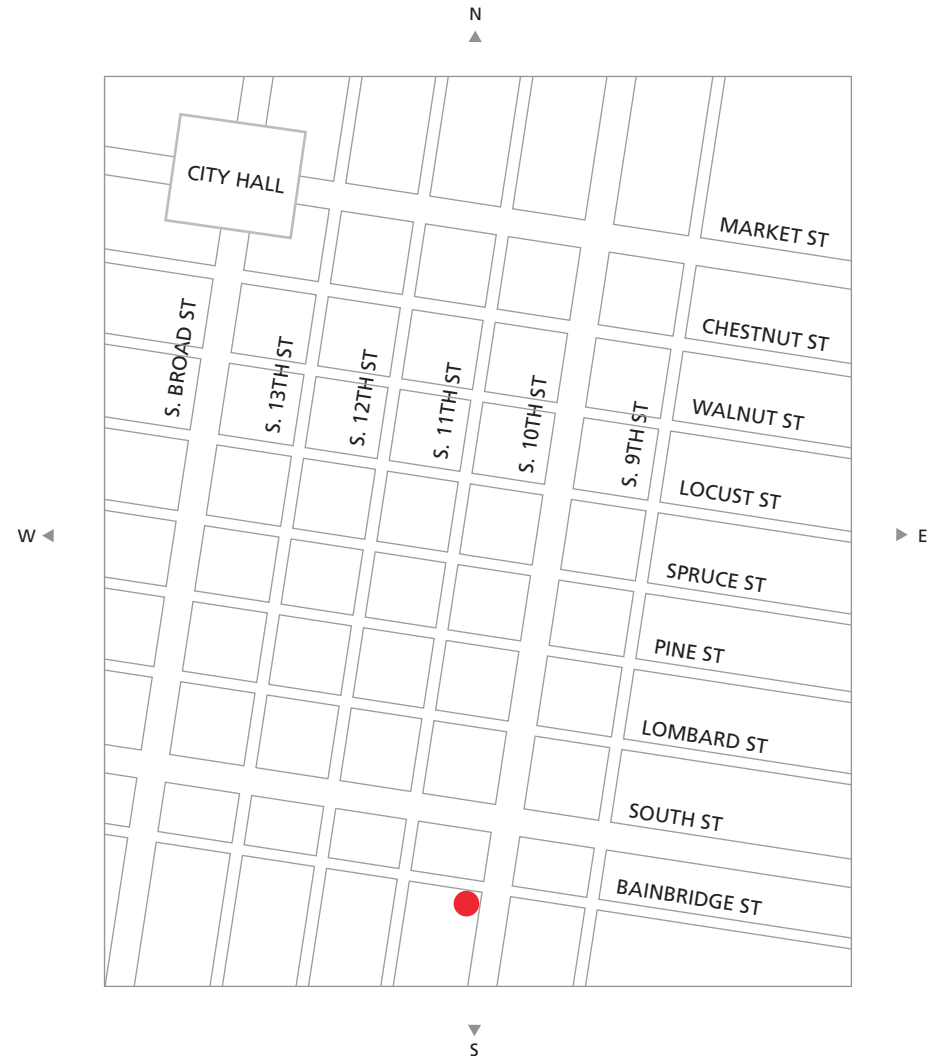 N
CITY HALL
MARKET ST
CHESTNUT ST
S. BROAD ST
S. 13TH ST
S. 12TH ST
S. 11TH ST
S. 10TH ST
S. 9TH ST
WALNUT ST
LOCUST ST
W
E
SPRUCE ST
PINE ST
LOMBARD ST
SOUTH ST
BAINBRIDGE ST
S